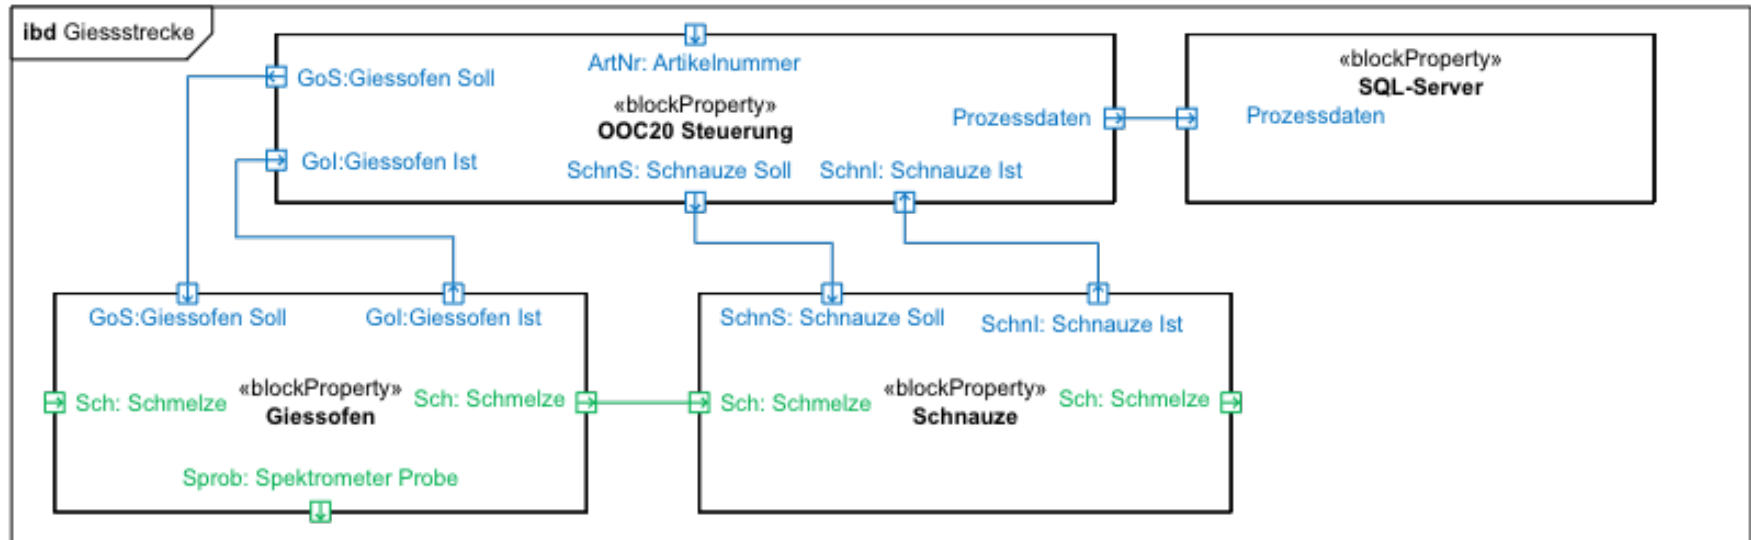 ibd Giessstrecke
ArtNr: Artikelnummer
GoS:Giessofen Soll
«blockProperty»
OOC20 Steuerung
Prozessdaten
GoI:Giessofen Ist
SchnS: Schnauze Soll
SchnI: Schnauze Ist
«blockProperty»
SQL-Server
Prozessdaten
GoS:Giessofen Soll
GoI:Giessofen Ist
Sch: Schmelze
«blockProperty»
Giessofen
Sch: Schmelze
Sprob: Spektrometer Probe
SchnS: Schnauze Soll
SchnI: Schnauze Ist
Sch: Schmelze
«blockProperty»
Schnauze
Sch: Schmelze